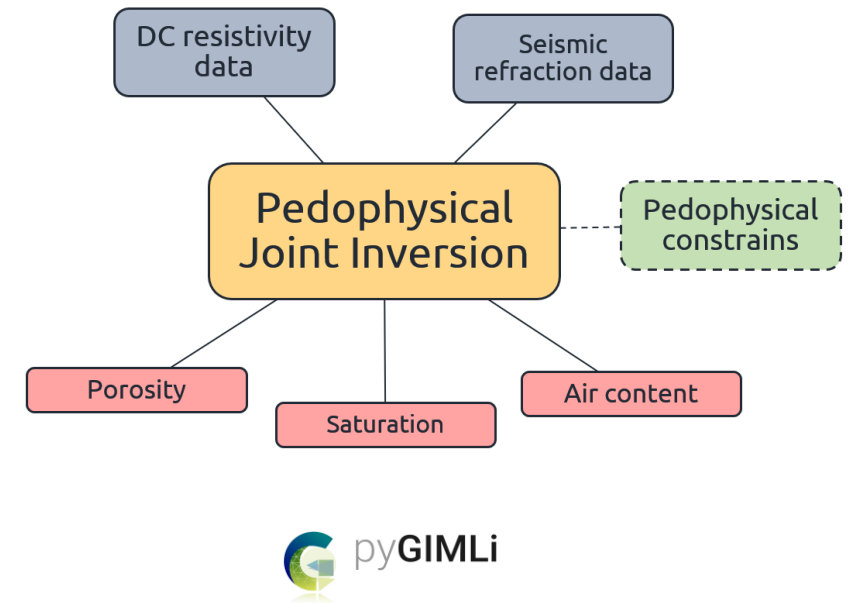 DC resistivity
data
Seismic
refraction data
Pedophysical
Joint Inversion
Pedophysical
constrains
Porosity
Saturation
Air content
pyGIMLi